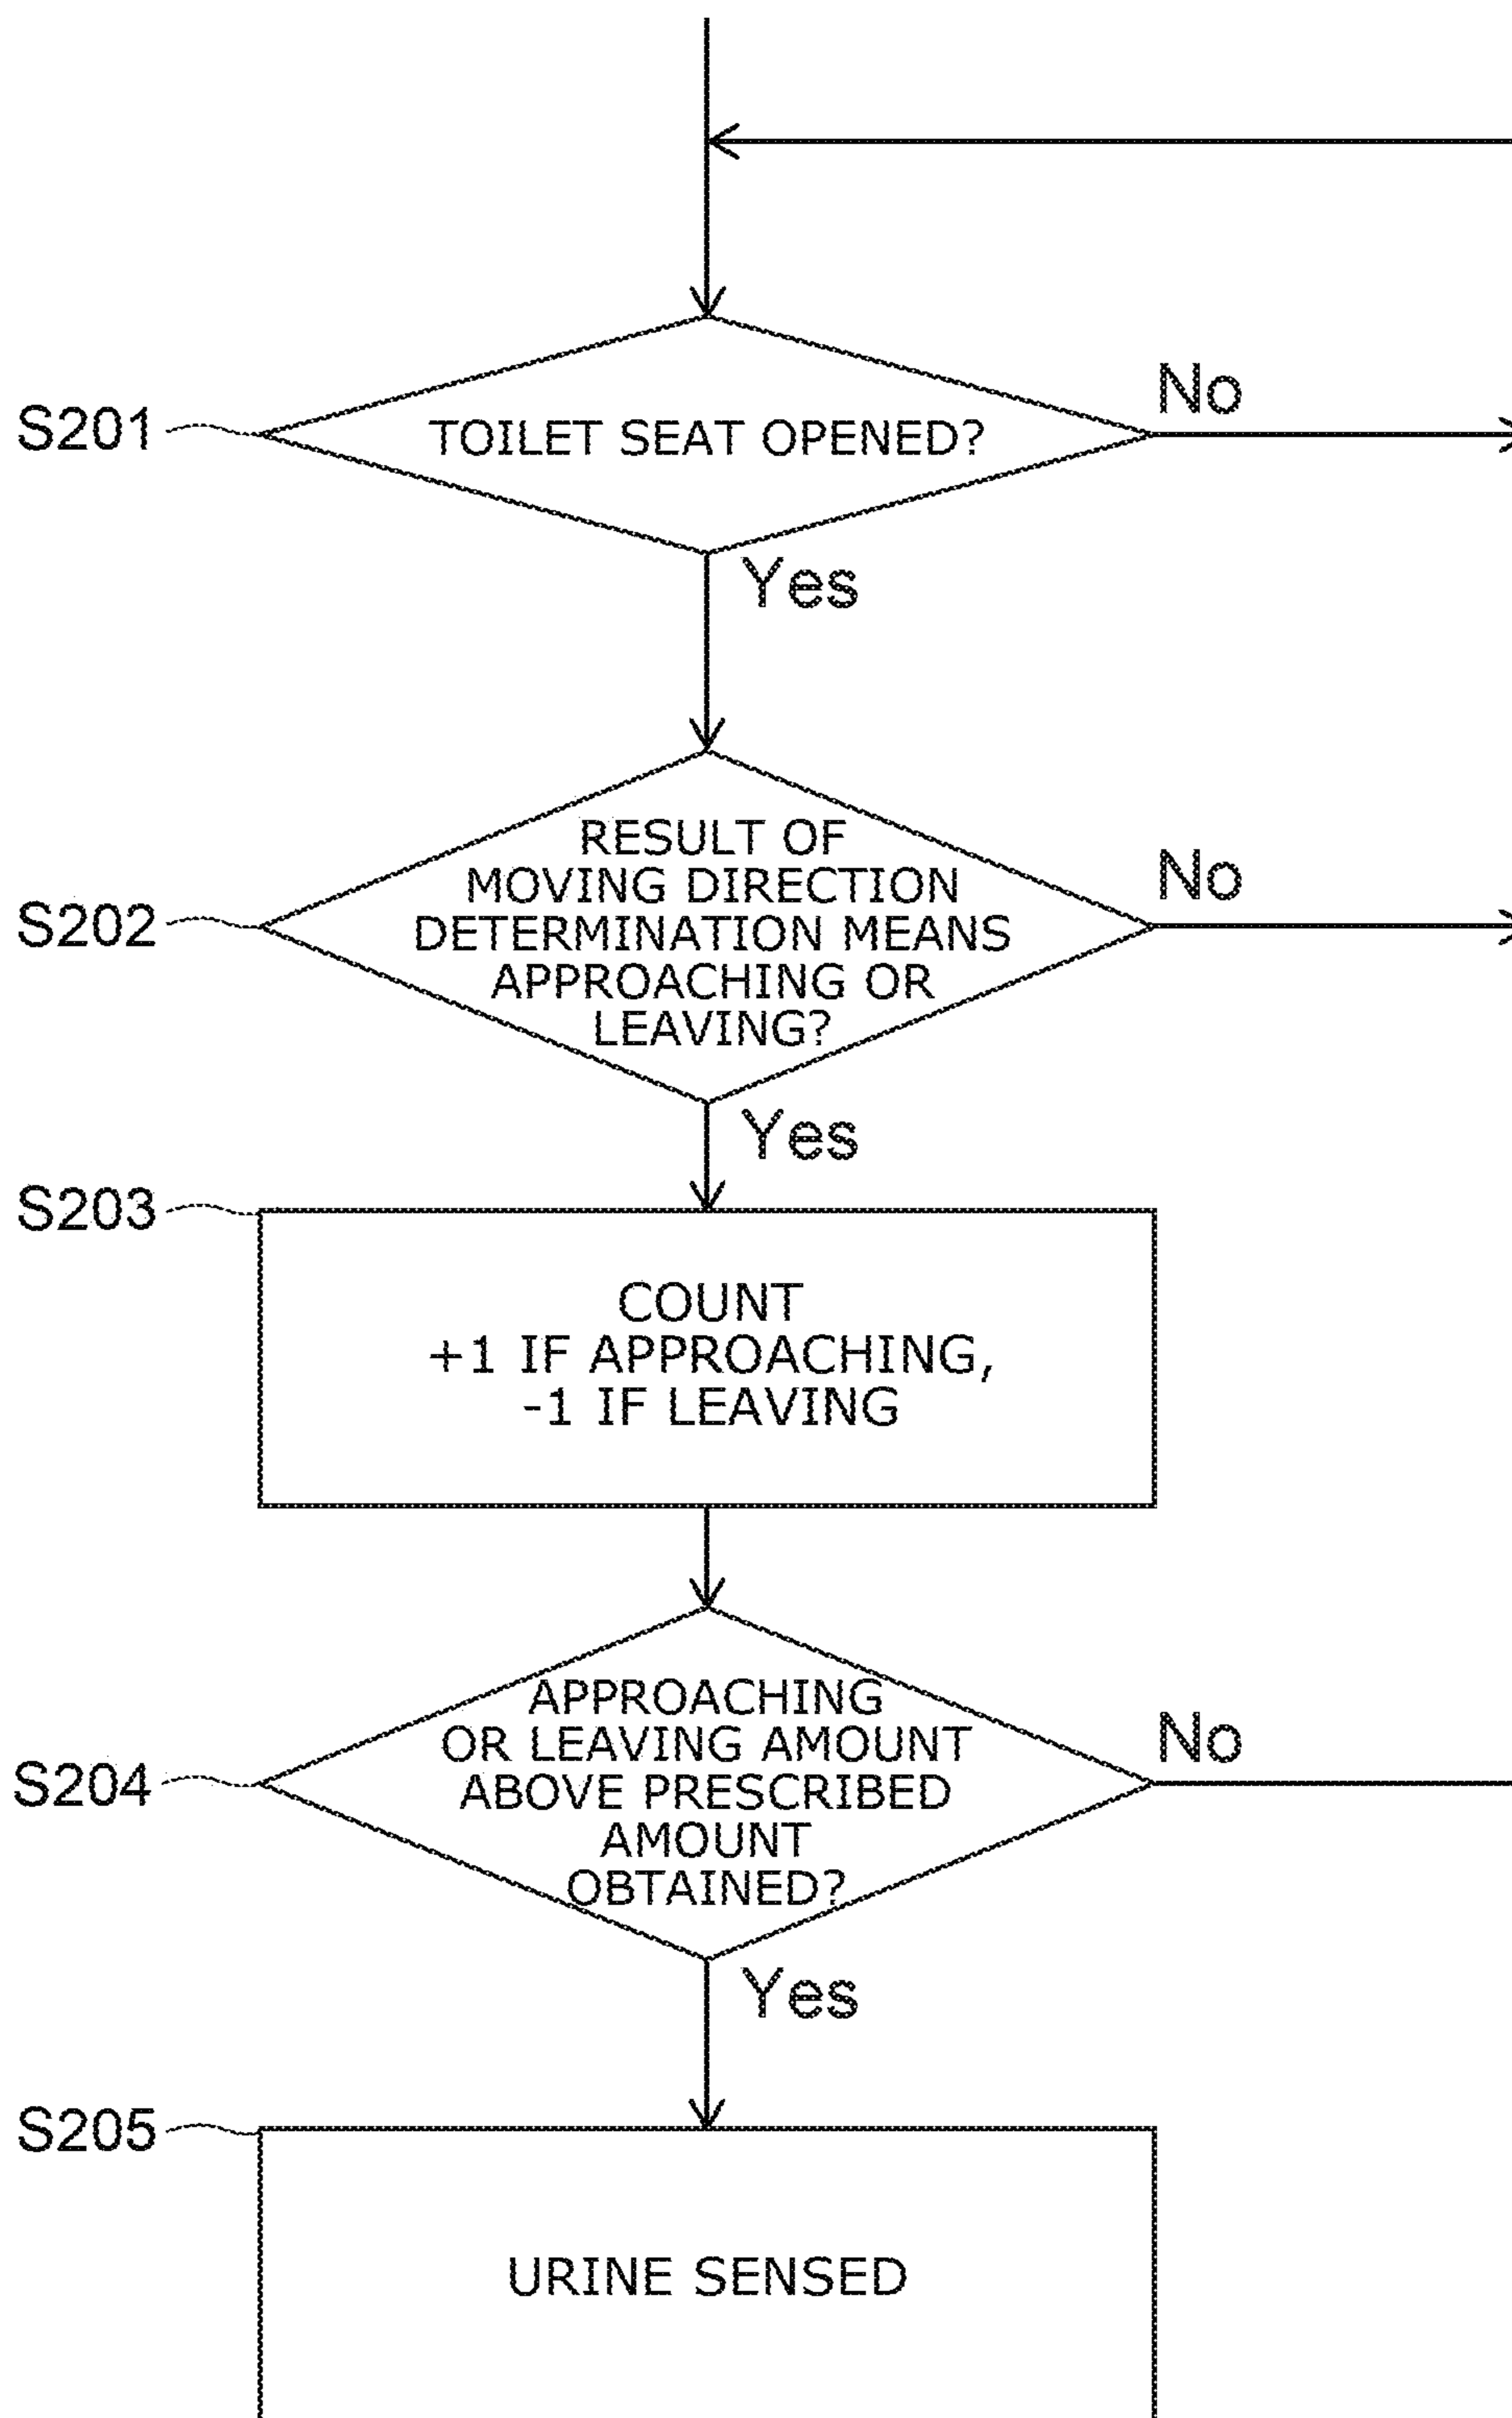 S201
TOILET SEAT OPENED?
No
Yes
S202
RESULT OF
MOVING DIRECTION
DETERMINATION MEANS
APPROACHING OR
LEAVING?
No
Yes
S203
COUNT
+1 IF APPROACHING,
-1 IF LEAVING
S204
APPROACHING
OR LEAVING AMOUNT
ABOVE PRESCRIBED
AMOUNT
OBTAINED?
No
Yes
S205
URINE SENSED